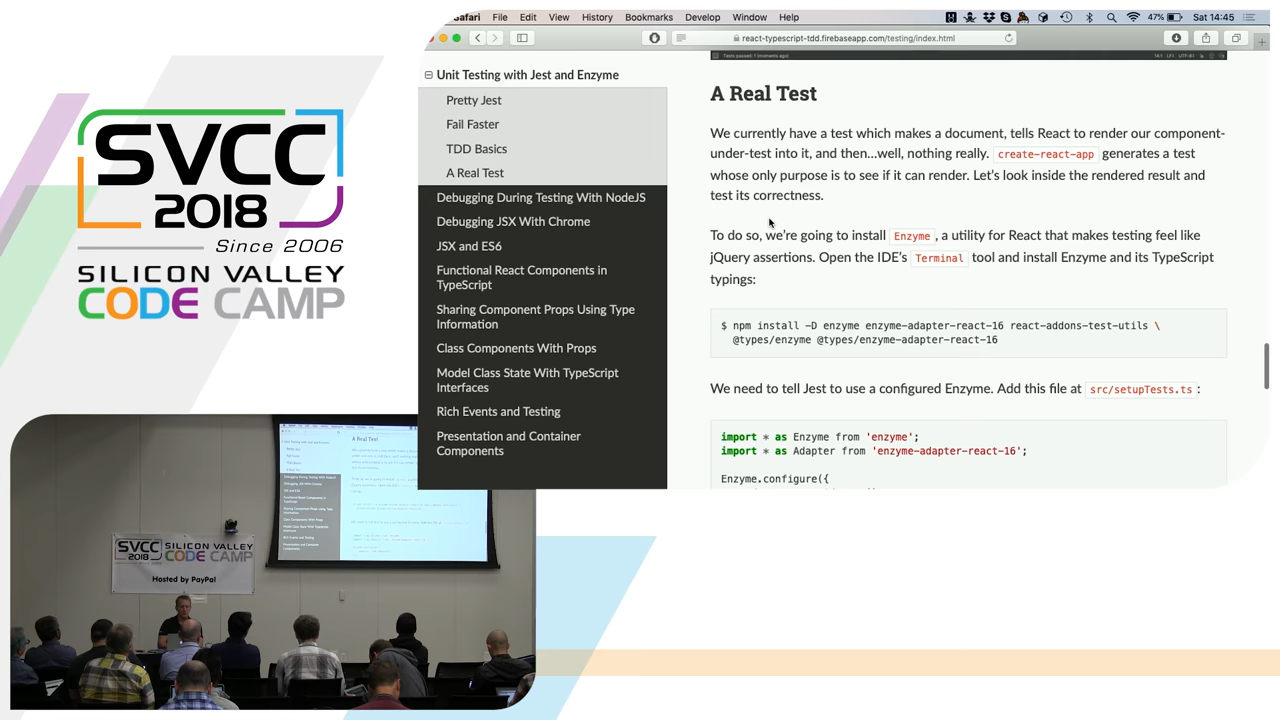 SVCC
2018
Since 2006
SILICON VALLEY
CODE CAMP
Safari File Edit View History Bookmarks Develop Window Help
47% Sat 14:45
react-typescript-tdd.firebaseapp.com/testing/index.html
Unit Testing with Jest and Enzyme
Pretty Jest
Fail Faster
TDD Basics
A Real Test
Debugging During Testing With NodeJS
Debugging JSX With Chrome
JSX and ES6
Functional React Components in
TypeScript
Sharing Component Props Using Type
Information
Class Components With Props
Model Class State With TypeScript
Interfaces
Rich Events and Testing
Presentation and Container
Components
A Real Test
We currently have a test which makes a document, tells React to render our component-
under-test into it, and then…well, nothing really. create-react-app generates a test
whose only purpose is to see if it can render. Let's look inside the rendered result and
test its correctness.
To do so, we're going to install Enzyme , a utility for React that makes testing feel like
jQuery assertions. Open the IDE's Terminal tool and install Enzyme and its TypeScript
typings:
$ npm install -D enzyme enzyme-adapter-react-16 react-addons-test-utils \
@types/enzyme @types/enzyme-adapter-react-16
We need to tell Jest to use a configured Enzyme. Add this file at src/setupTests.ts :
import * as Enzyme from 'enzyme';
import * as Adapter from 'enzyme-adapter-react-16';
Enzyme.configure({
A Real Test
SVCC
2018
SILICON VALLEY
CODE CAMP
Hosted by PayPal